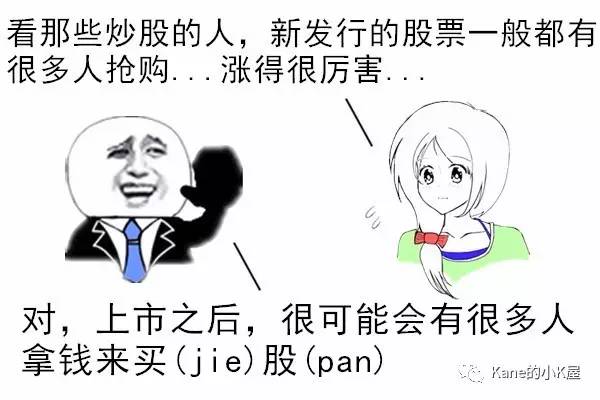 看那些炒股的人，新发行的股票一般都有
很多人抢购...涨得很厉害...
对，上市之后，很可能会有很多人
拿钱来买(jie)股(pan)
Kane的小K屋